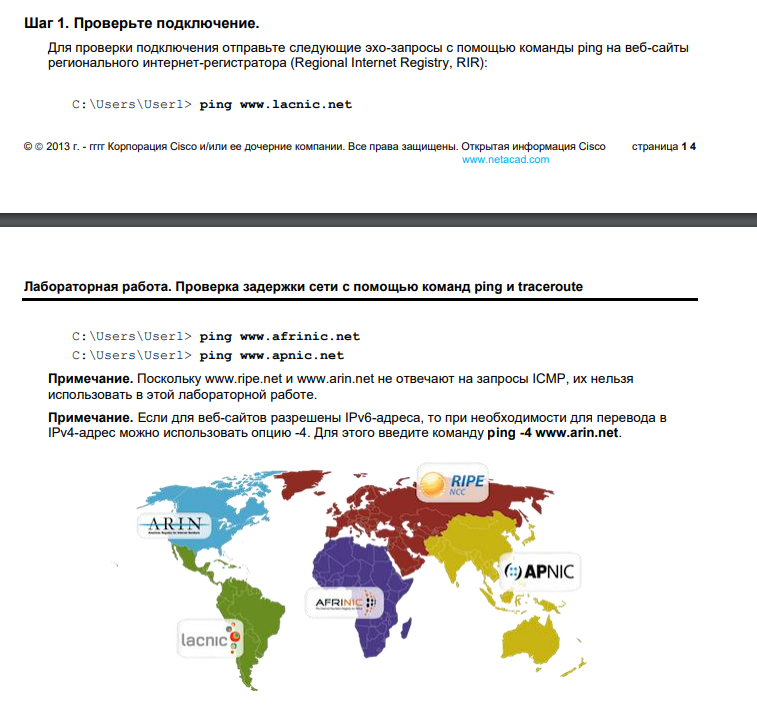 Шаг 1. Проверьте подключение.
Для проверки подключения отправьте следующие эхо-запросы с помощью команды ping на веб-сайты
регионального интернет-регистратора (Regional Internet Registry, RIR):
C:\Users\User1> ping www.lacnic.net
© © 2013 г. - гггг Корпорация Cisco и/или ее дочерние компании. Все права защищены. Открытая информация Cisco страница 1 4
www.netacad.com
Лабораторная работа. Проверка задержки сети с помощью команд ping и traceroute
C:\Users\User1> ping www.afrinic.net
C:\Users\User1> ping www.apnic.net
Примечание. Поскольку www.ripe.net и www.arin.net не отвечают на запросы ICMP, их нельзя
использовать в этой лабораторной работе.
Примечание. Если для веб-сайтов разрешены IPv6-адреса, то при необходимости для перевода в
IPv4-адрес можно использовать опцию -4. Для этого введите команду ping -4 www.arin.net.
RIPE
NCC
ARIN
APNIC
AFRINIC
lacnic